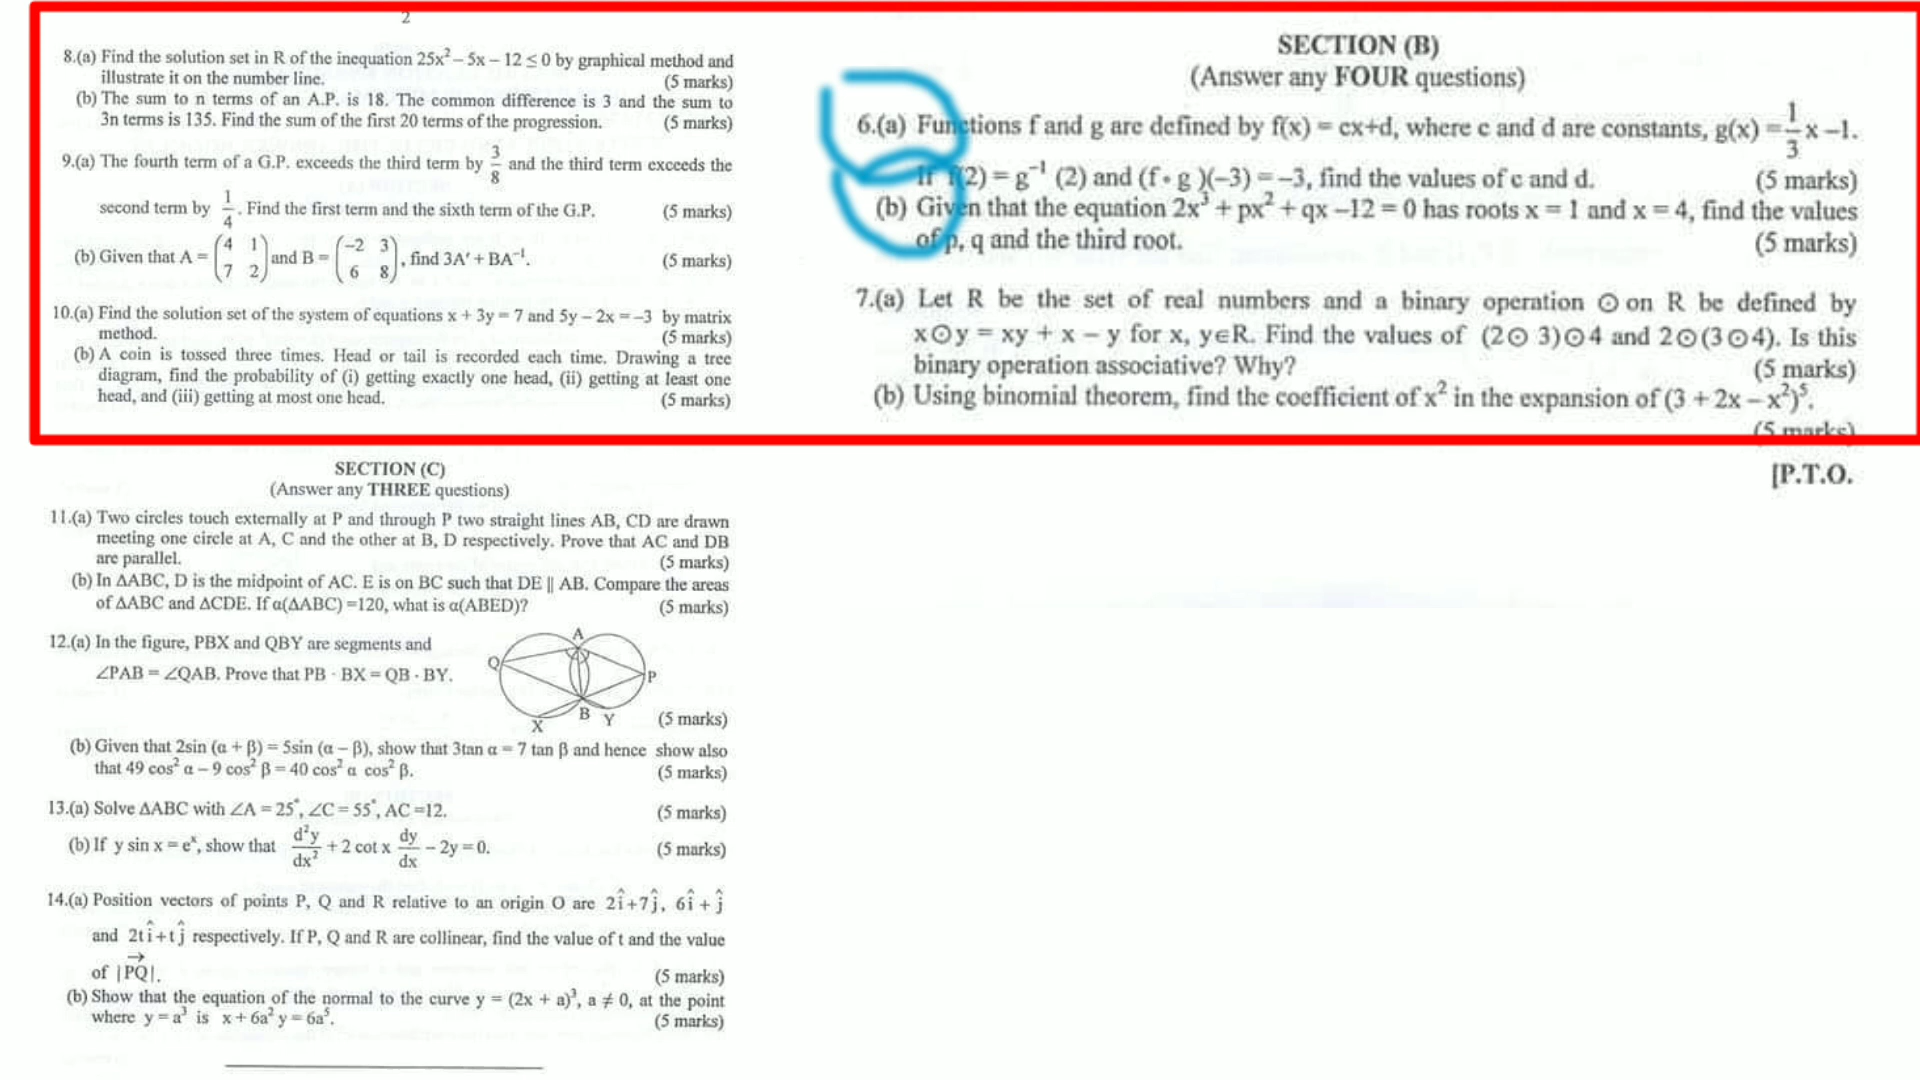 2
8.(a) Find the solution set in R of the inequation 25x² – 5x – 12 ≤ 0 by graphical method and
illustrate it on the number line. (5 marks)
(b) The sum to n terms of an A.P. is 18. The common difference is 3 and the sum to
3n terms is 135. Find the sum of the first 20 terms of the progression. (5 marks)
9.(a) The fourth term of a G.P. exceeds the third term by 3/8 and the third term exceeds the
second term by 1/4. Find the first term and the sixth term of the G.P. (5 marks)
(b) Given that A = (4 1; 7 2) and B = (–2 3; 6 8), find 3A′ + BA⁻¹. (5 marks)
10.(a) Find the solution set of the system of equations x + 3y = 7 and 5y – 2x = –3 by matrix
method. (5 marks)
(b) A coin is tossed three times. Head or tail is recorded each time. Drawing a tree
diagram, find the probability of (i) getting exactly one head, (ii) getting at least one
head, and (iii) getting at most one head. (5 marks)
SECTION (C)
(Answer any THREE questions)
11.(a) Two circles touch externally at P and through P two straight lines AB, CD are drawn
meeting one circle at A, C and the other at B, D respectively. Prove that AC and DB
are parallel. (5 marks)
(b) In ΔABC, D is the midpoint of AC. E is on BC such that DE || AB. Compare the areas
of ΔABC and ΔCDE. If α(ΔABC) =120, what is α(ABED)? (5 marks)
12.(a) In the figure, PBX and QBY are segments and
∠PAB = ∠QAB. Prove that PB · BX = QB · BY.
A
Q
P
B Y
X
(5 marks)
(b) Given that 2sin (α + β) = 5sin (α – β), show that 3tan α = 7 tan β and hence show also
that 49 cos² α – 9 cos² β = 40 cos² α cos² β. (5 marks)
13.(a) Solve ΔABC with ∠A = 25°, ∠C = 55°, AC =12. (5 marks)
(b) If y sin x = eˣ, show that d²y/dx² + 2 cot x dy/dx – 2y = 0. (5 marks)
14.(a) Position vectors of points P, Q and R relative to an origin O are 2î+7ĵ, 6î + ĵ
and 2t î+t ĵ respectively. If P, Q and R are collinear, find the value of t and the value
of |PQ⃗|. (5 marks)
(b) Show that the equation of the normal to the curve y = (2x + a)³, a ≠ 0, at the point
where y = a³ is x + 6a² y = 6a⁵. (5 marks)
SECTION (B)
(Answer any FOUR questions)
6.(a) Functions f and g are defined by f(x) = cx+d, where c and d are constants, g(x) = 1/3 x –1.
If f(2) = g⁻¹ (2) and (f∘g)(–3) = –3, find the values of c and d. (5 marks)
(b) Given that the equation 2x³ + px² + qx –12 = 0 has roots x = 1 and x = 4, find the values
of p, q and the third root. (5 marks)
7.(a) Let R be the set of real numbers and a binary operation ⊙ on R be defined by
x⊙y = xy + x – y for x, y∈R. Find the values of (2⊙ 3)⊙4 and 2⊙(3⊙4). Is this
binary operation associative? Why? (5 marks)
(b) Using binomial theorem, find the coefficient of x² in the expansion of (3 + 2x – x²)⁵.
(5 marks)
[P.T.O.